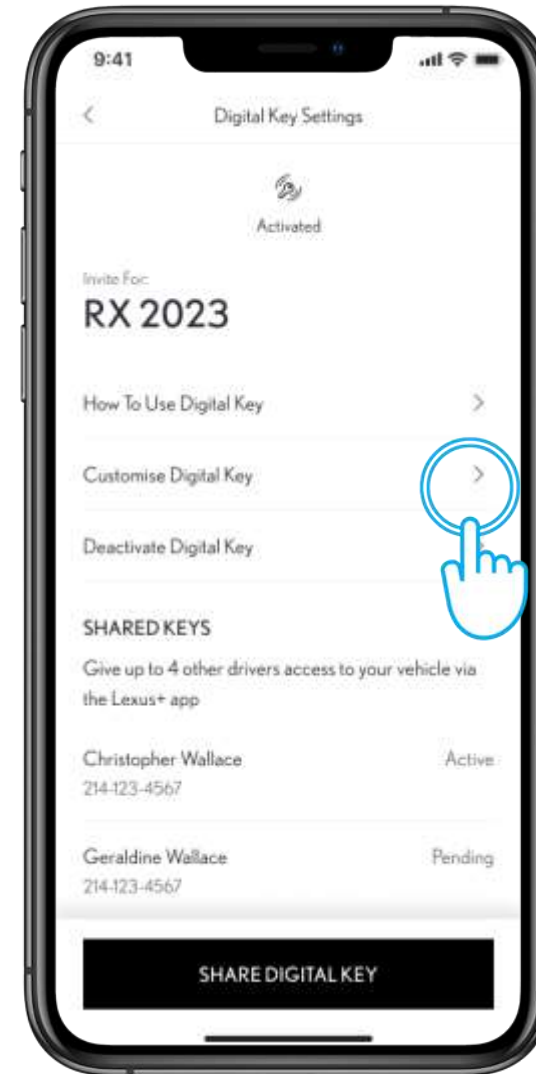 9:41
Digital Key Settings
Activated
Invite For:
RX 2023
How To Use Digital Key
Customise Digital Key
Deactivate Digital Key
SHARED KEYS
Give up to 4 other drivers access to your vehicle via
the Lexus+ app
Christopher Wallace Active
214-123-4567
Geraldine Wallace Pending
214-123-4567
SHARE DIGITAL KEY